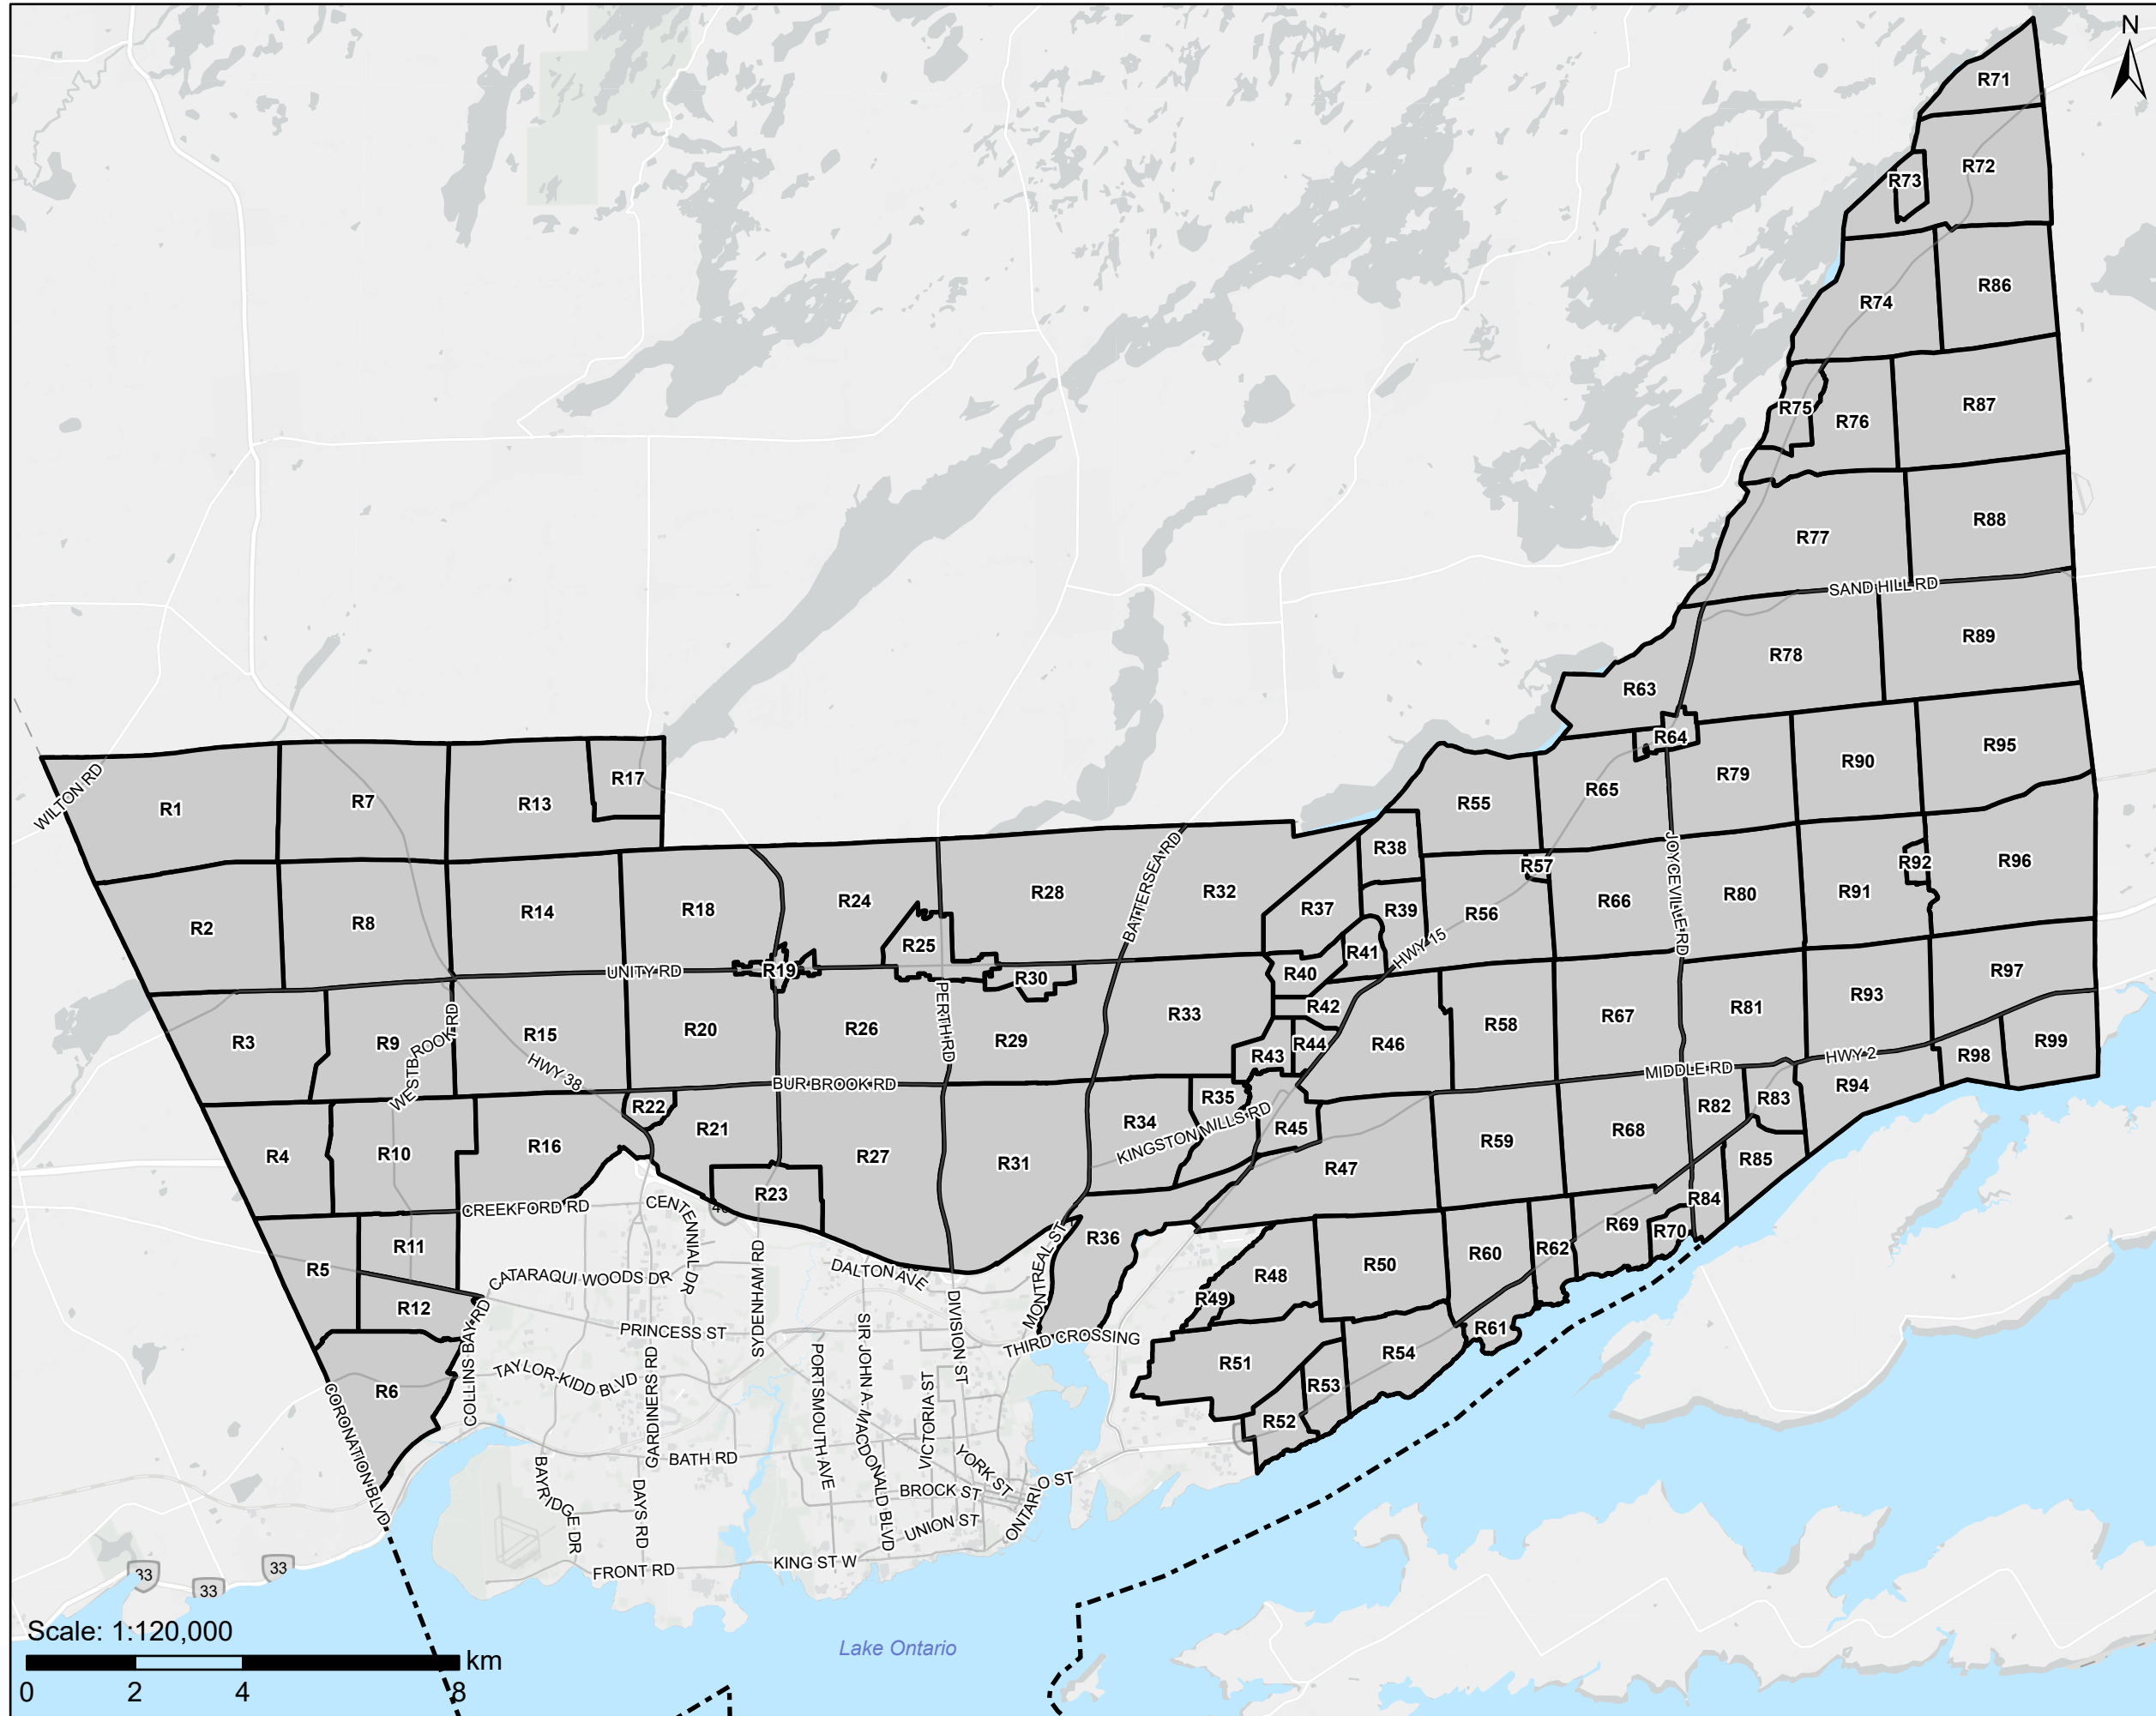 N
R71
R72
R73
R86
R74
R87
R75
R76
R88
R77
SAND HILL RD
R89
R78
R63
R64
R95
R90
R79
R65
R55
R17
R13
R7
R1
WILTON RD
R38
R57
R92
R96
R91
R80
R66
JOYCEVILLE RD
R56
R39
R37
R32
R28
R24
BATTERSEA RD
R18
R14
R8
R2
R25
R41
HWY 15
R40
R19
UNITY RD
R30
R42
R97
R93
R81
R67
R58
R33
PERTH RD
R29
R26
R20
R15
R9
WESTBROOK RD
R3
R46
R44
R43
R99
R98
HWY 2
R94
MIDDLE RD
HWY 38
BUR BROOK RD
R22
R35
R83
R82
R34
KINGSTON MILLS RD
R45
R21
R16
R10
R4
R27
R31
R47
R59
R68
R85
R23
R84
CREEKFORD RD
CENTENNIAL DR
R36
R69
R70
R62
R60
R50
R48
R11
R5
CATARAQUI WOODS DR
DALTON AVE
SYDENHAM RD
MONTREAL ST
R49
R12
R61
PRINCESS ST
THIRD CROSSING
DIVISION ST
R54
R51
R53
R52
R6
COLLINS BAY RD
TAYLOR-KIDD BLVD
GARDINERS RD
PORTSMOUTH AVE
SIR JOHN A. MACDONALD BLVD
VICTORIA ST
CORONATION BLVD
BATH RD
YORK ST
BROCK ST
ONTARIO ST
UNION ST
BAYRIDGE DR
DAYS RD
KING ST W
FRONT RD
33
33
33
Lake Ontario
Scale: 1:120,000
km
0 2 4 8